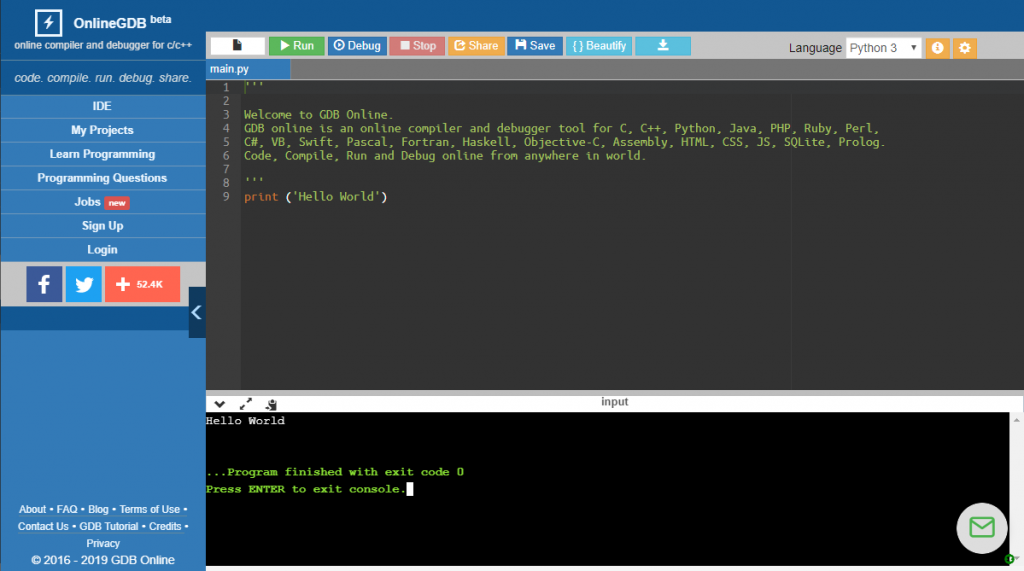 OnlineGDB beta
online compiler and debugger for c/c++
code. compile. run. debug. share.
IDE
My Projects
Learn Programming
Programming Questions
Jobs new
Sign Up
Login
52.4K
About • FAQ • Blog • Terms of Use •
Contact Us • GDB Tutorial • Credits •
Privacy
© 2016 - 2019 GDB Online
Run Debug Stop Share Save { } Beautify
Language Python 3
main.py
1 '''
2
3 Welcome to GDB Online.
4 GDB online is an online compiler and debugger tool for C, C++, Python, Java, PHP, Ruby, Perl,
5 C#, VB, Swift, Pascal, Fortran, Haskell, Objective-C, Assembly, HTML, CSS, JS, SQLite, Prolog.
6 Code, Compile, Run and Debug online from anywhere in world.
7
8 '''
9 print ('Hello World')
input
Hello World
...Program finished with exit code 0
Press ENTER to exit console.